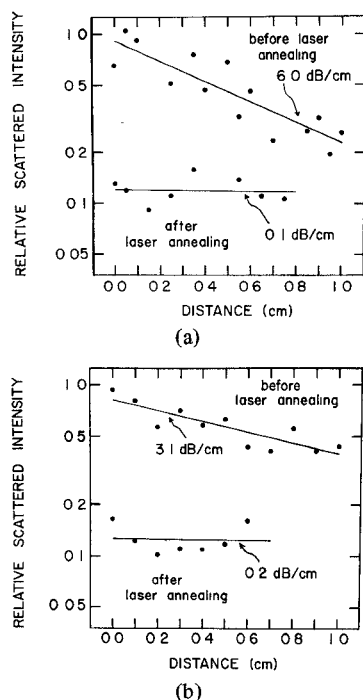 RELATIVE SCATTERED INTENSITY
1 0
0 5
0 2
0 1
0 05
before laser
annealing
6 0 dB/cm
after
laser annealing
0 1 dB/cm
0 0 0 2 0 4 0 6 0 8 1 0
DISTANCE (cm)
(a)
RELATIVE SCATTERED INTENSITY
1 0
0 5
0 2
0 1
0 05
before
laser annealing
3 1 dB/cm
after
laser annealing
0 2 dB/cm
0 0 0 2 0 4 0 6 0 8 1 0
DISTANCE (cm)
(b)